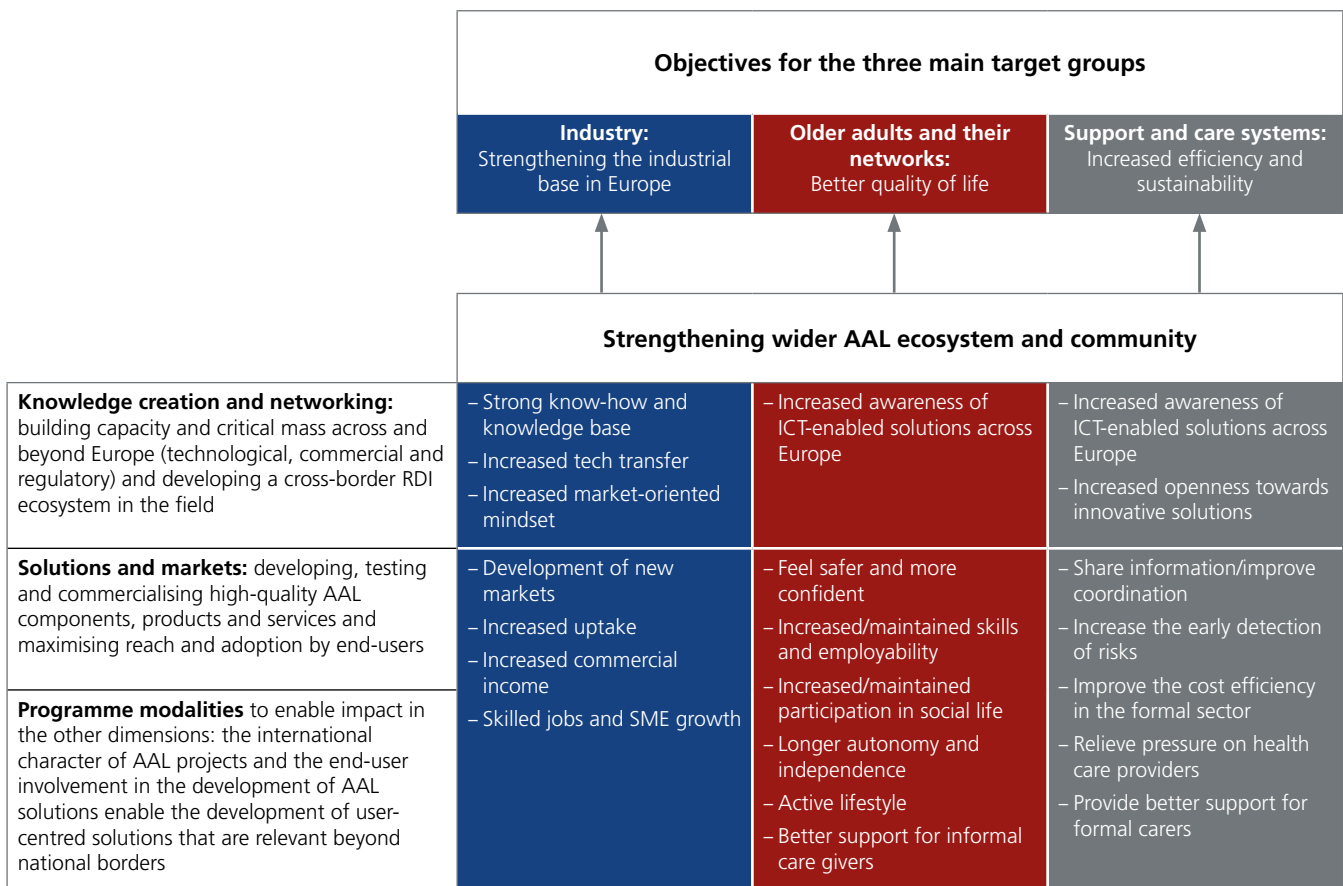 Objectives for the three main target groups
Industry:
Strengthening the industrial
base in Europe
Older adults and their
networks:
Better quality of life
Support and care systems:
Increased efficiency and
sustainability
Strengthening wider AAL ecosystem and community
Knowledge creation and networking:
building capacity and critical mass across and
beyond Europe (technological, commercial and
regulatory) and developing a cross-border RDI
ecosystem in the field
– Strong know-how and
knowledge base
– Increased tech transfer
– Increased market-oriented
mindset
– Increased awareness of
ICT-enabled solutions across
Europe
– Increased awareness of
ICT-enabled solutions across
Europe
– Increased openness towards
innovative solutions
Solutions and markets: developing, testing
and commercialising high-quality AAL
components, products and services and
maximising reach and adoption by end-users
Programme modalities to enable impact in
the other dimensions: the international
character of AAL projects and the end-user
involvement in the development of AAL
solutions enable the development of user-
centred solutions that are relevant beyond
national borders
– Development of new
markets
– Increased uptake
– Increased commercial
income
– Skilled jobs and SME growth
– Feel safer and more
confident
– Increased/maintained skills
and employability
– Increased/maintained
participation in social life
– Longer autonomy and
independence
– Active lifestyle
– Better support for informal
care givers
– Share information/improve
coordination
– Increase the early detection
of risks
– Improve the cost efficiency
in the formal sector
– Relieve pressure on health
care providers
– Provide better support for
formal carers